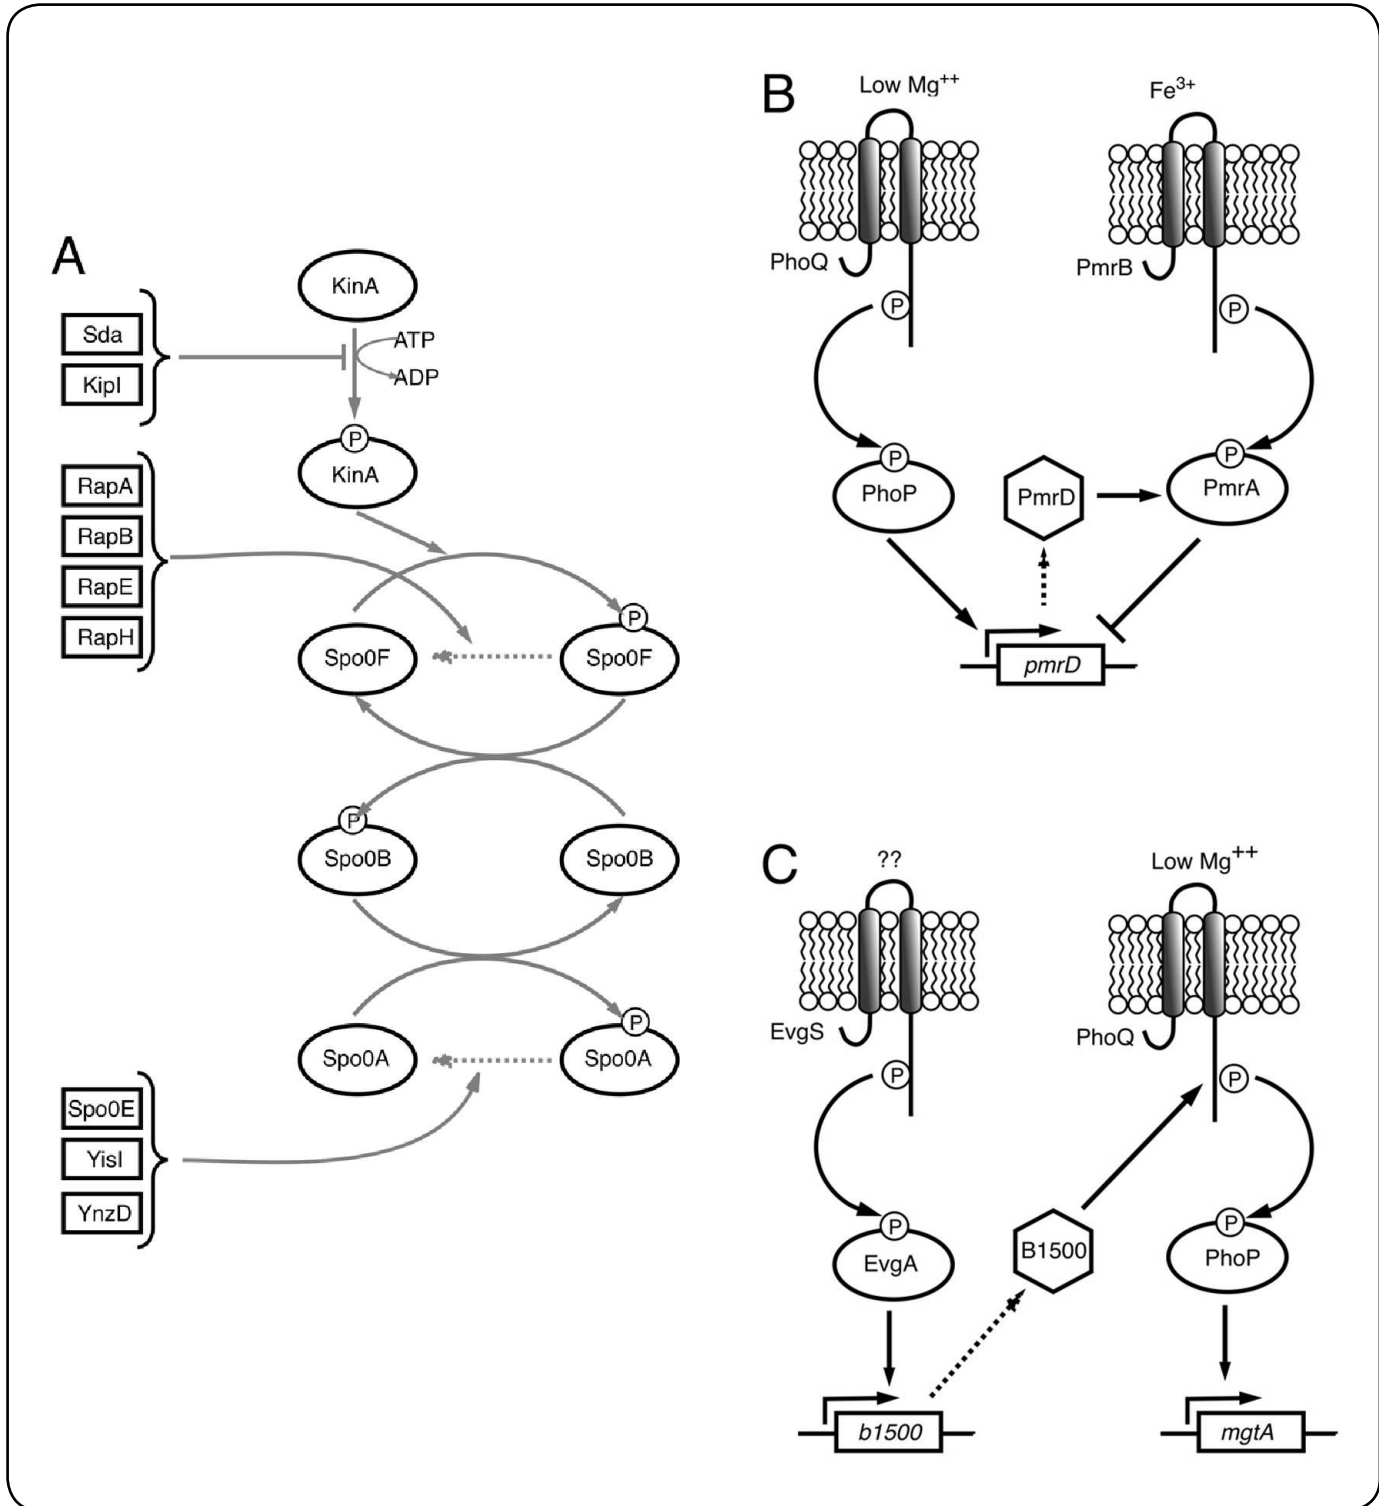 A
KinA
Sda
KipI
ATP
ADP
P
KinA
RapA
RapB
RapE
RapH
P
Spo0F
Spo0F
P
Spo0B
Spo0B
P
Spo0A
Spo0A
Spo0E
YisI
YnzD
B
Low Mg++
Fe3+
PhoQ
PmrB
P
P
P
PhoP
PmrD
P
PmrA
pmrD
C
??
Low Mg++
EvgS
PhoQ
P
P
P
EvgA
B1500
P
PhoP
b1500
mgtA